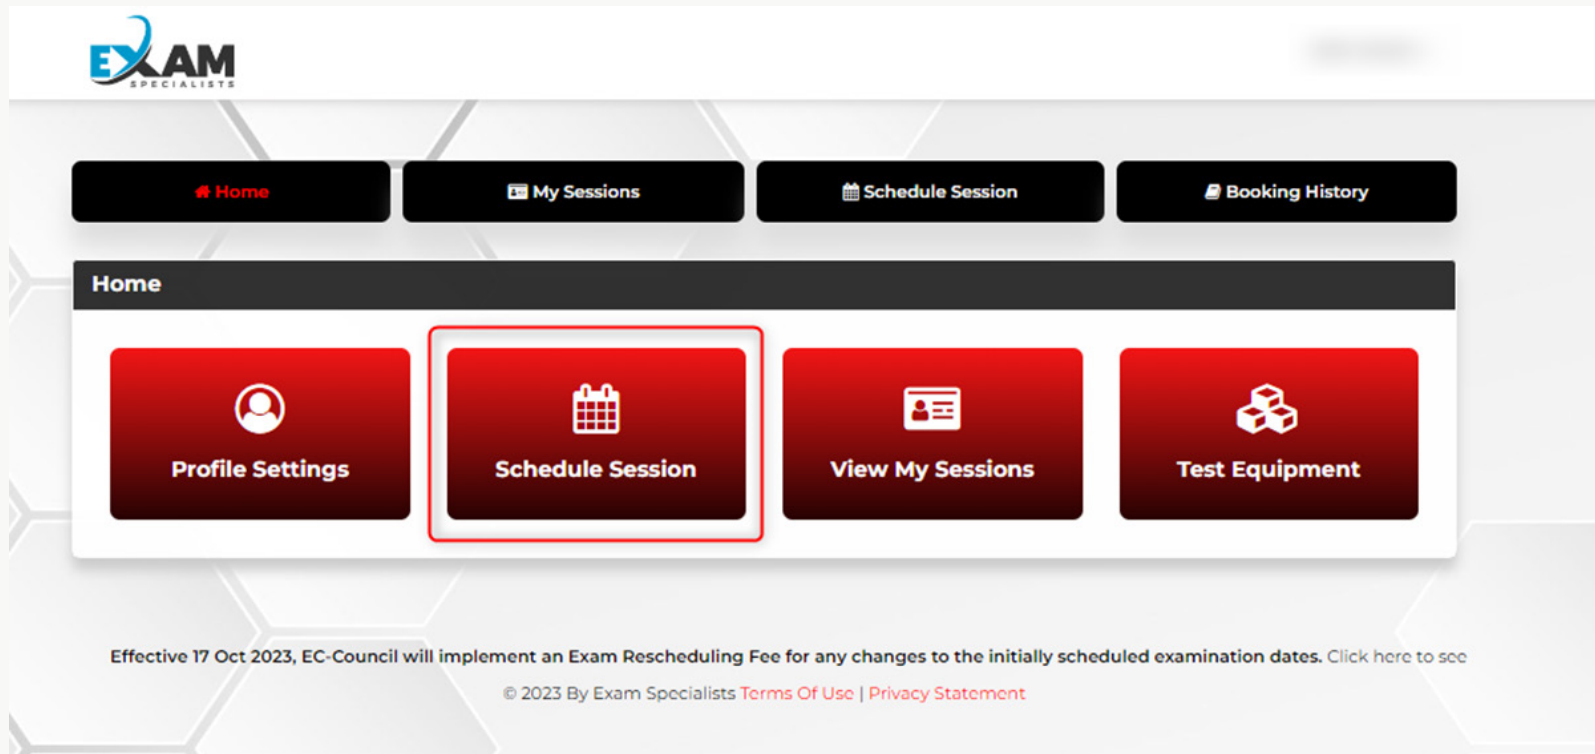 EXAM
SPECIALISTS
Home
My Sessions
Schedule Session
Booking History
Home
Profile Settings
Schedule Session
View My Sessions
Test Equipment
Effective 17 Oct 2023, EC-Council will implement an Exam Rescheduling Fee for any changes to the initially scheduled examination dates. Click here to see
© 2023 By Exam Specialists Terms Of Use | Privacy Statement